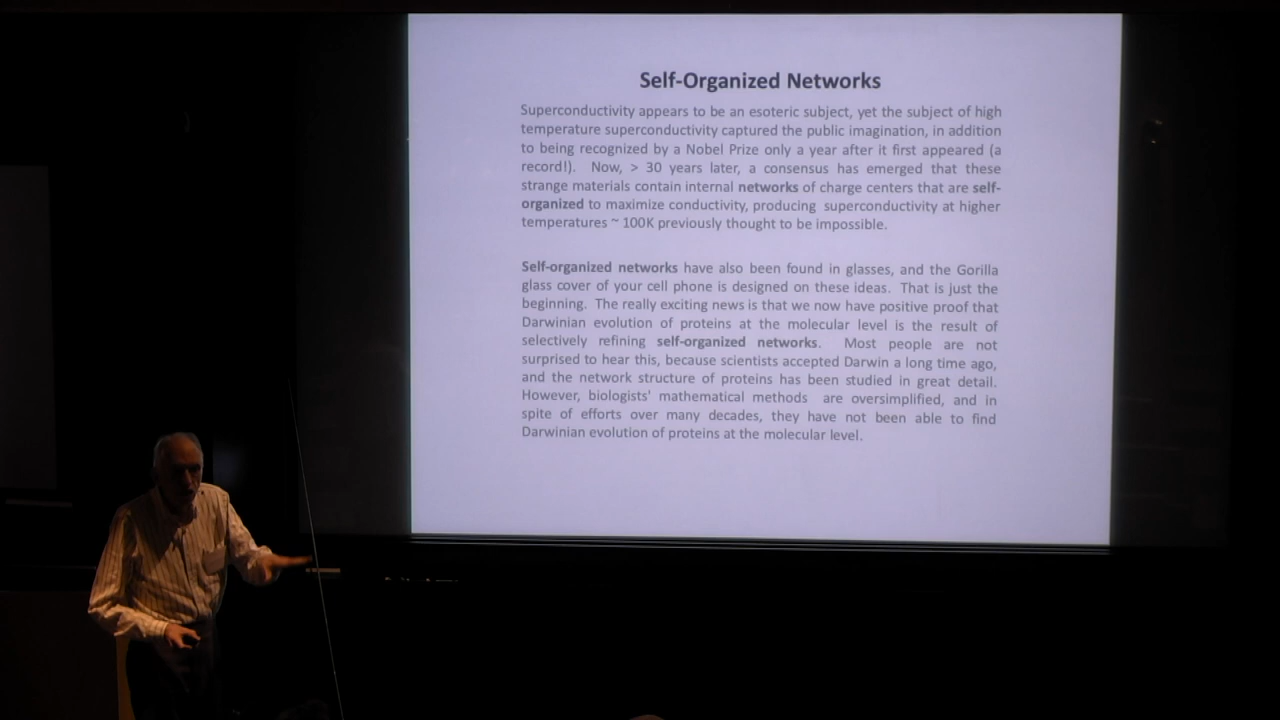 Self-Organized Networks
Superconductivity appears to be an esoteric subject, yet the subject of high
temperature superconductivity captured the public imagination, in addition
to being recognized by a Nobel Prize only a year after it first appeared (a
record!). Now, > 30 years later, a consensus has emerged that these
strange materials contain internal networks of charge centers that are self-
organized to maximize conductivity, producing superconductivity at higher
temperatures ~ 100K previously thought to be impossible.
Self-organized networks have also been found in glasses, and the Gorilla
glass cover of your cell phone is designed on these ideas. That is just the
beginning. The really exciting news is that we now have positive proof that
Darwinian evolution of proteins at the molecular level is the result of
selectively refining self-organized networks. Most people are not
surprised to hear this, because scientists accepted Darwin a long time ago,
and the network structure of proteins has been studied in great detail.
However, biologists' mathematical methods are oversimplified, and in
spite of efforts over many decades, they have not been able to find
Darwinian evolution of proteins at the molecular level.